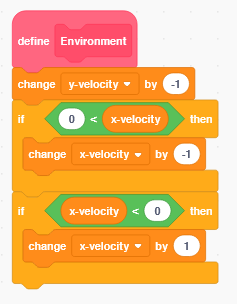 define Environment
change y-velocity by -1
if 0 < x-velocity then
change x-velocity by -1
if x-velocity < 0 then
change x-velocity by 1